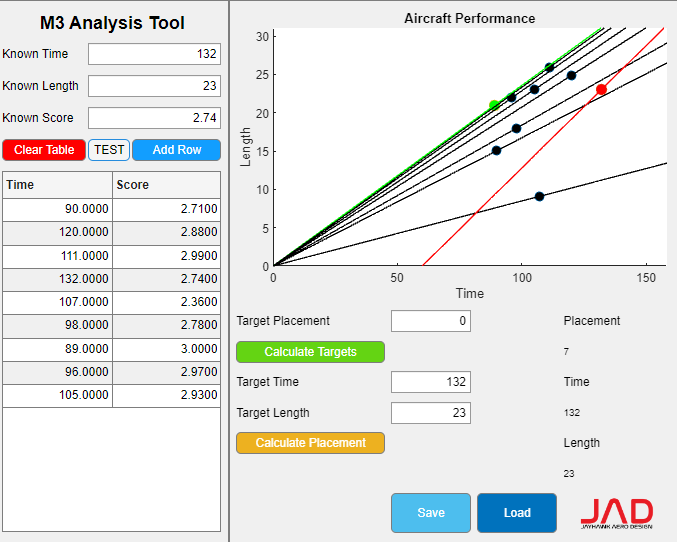 M3 Analysis Tool
Known Time 132
Known Length 23
Known Score 2.74
Clear Table TEST Add Row
Time Score
90.0000 2.7100
120.0000 2.8800
111.0000 2.9900
132.0000 2.7400
107.0000 2.3600
98.0000 2.7800
89.0000 3.0000
96.0000 2.9700
105.0000 2.9300
Aircraft Performance
Length
30
25
20
15
10
5
0
0 50 100 150
Time
Target Placement 0 Placement
Calculate Targets 7
Target Time 132 Time
Target Length 23 132
Calculate Placement Length
23
Save Load
JAD
JAYHAWK AERO DESIGN